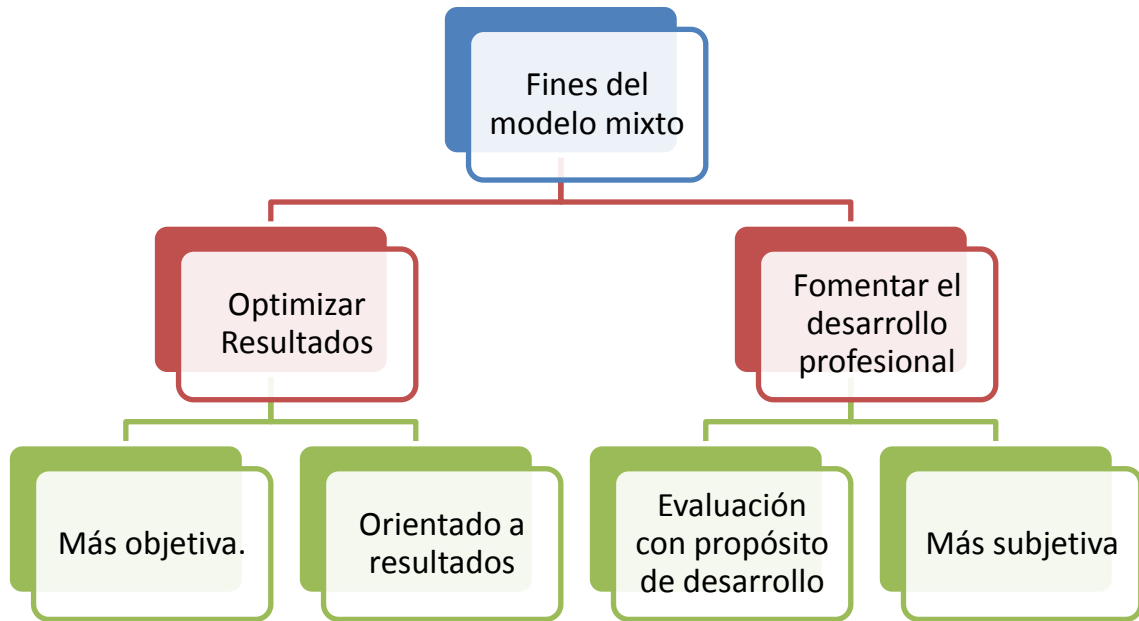 Fines del
modelo mixto
Optimizar
Resultados
Fomentar el
desarrollo
profesional
Más objetiva.
Orientado a
resultados
Evaluación
con propósito
de desarrollo
Más subjetiva